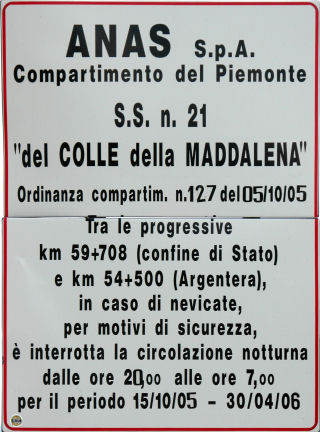 ANAS S.p.A.
Compartimento del Piemonte
S.S. n. 21
"del COLLE della MADDALENA"
Ordinanza compartim. n.127 del 05/10/05
Tra le progressive
km 59+708 (confine di Stato)
e km 54+500 (Argentera),
in caso di nevicate,
per motivi di sicurezza,
è interrotta la circolazione notturna
dalle ore 20,00 alle ore 7,00
per il periodo 15/10/05 - 30/04/06